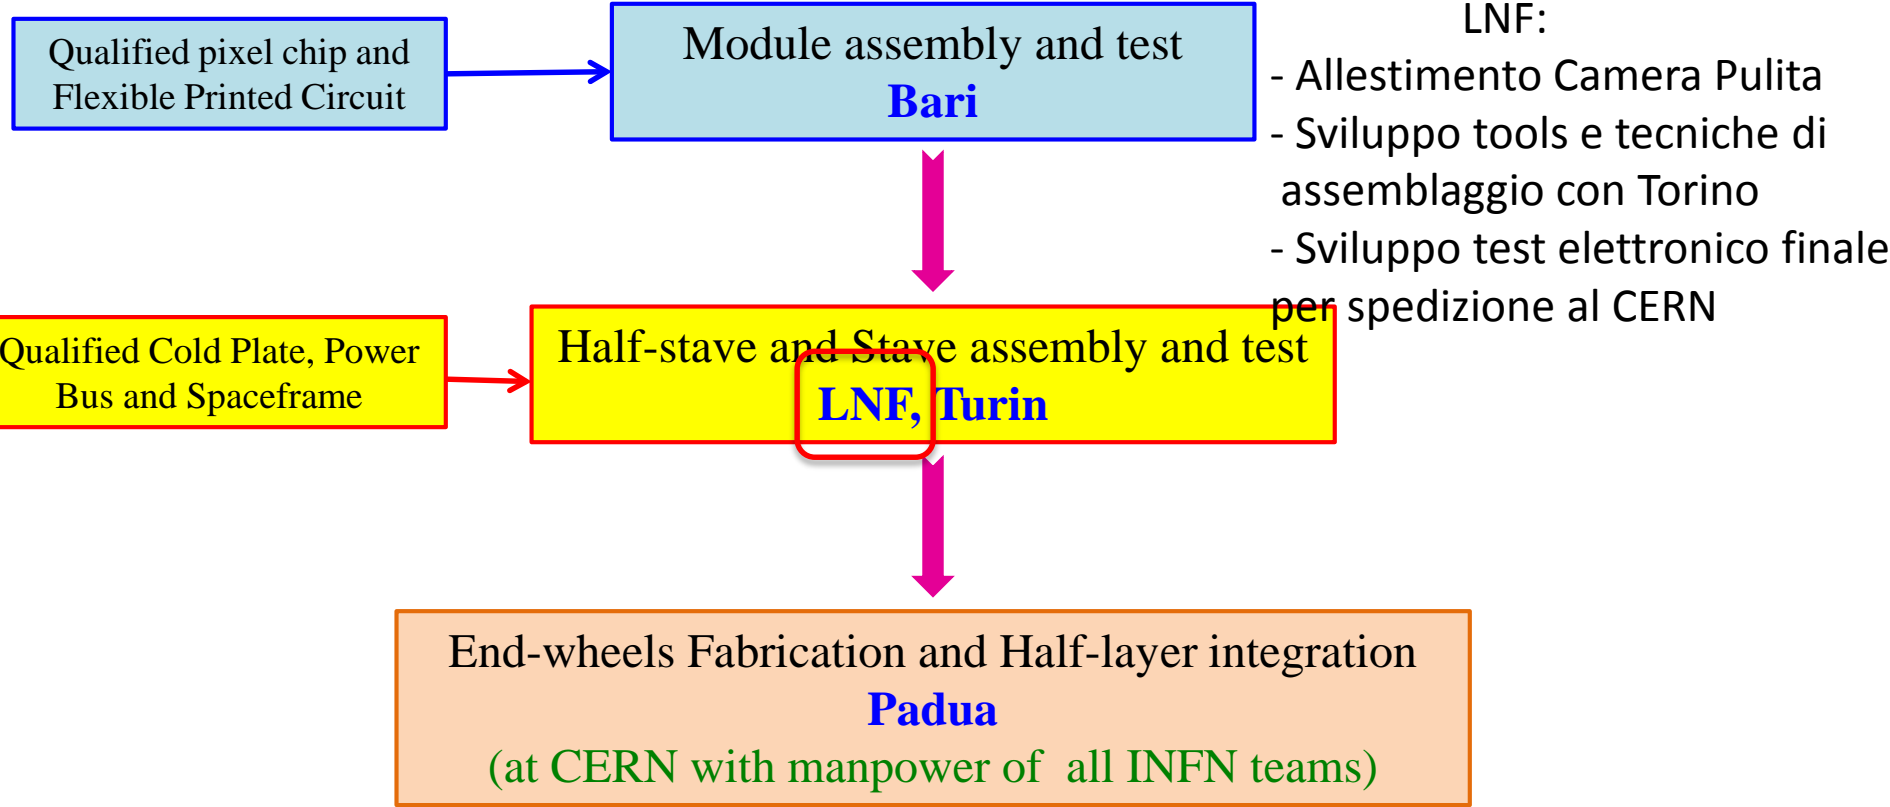 Qualified pixel chip and
Flexible Printed Circuit
Module assembly and test
Bari
LNF:
- Allestimento Camera Pulita
- Sviluppo tools e tecniche di
assemblaggio con Torino
- Sviluppo test elettronico finale
per spedizione al CERN
Qualified Cold Plate, Power
Bus and Spaceframe
Half-stave and Stave assembly and test
LNF, Turin
End-wheels Fabrication and Half-layer integration
Padua
(at CERN with manpower of all INFN teams)